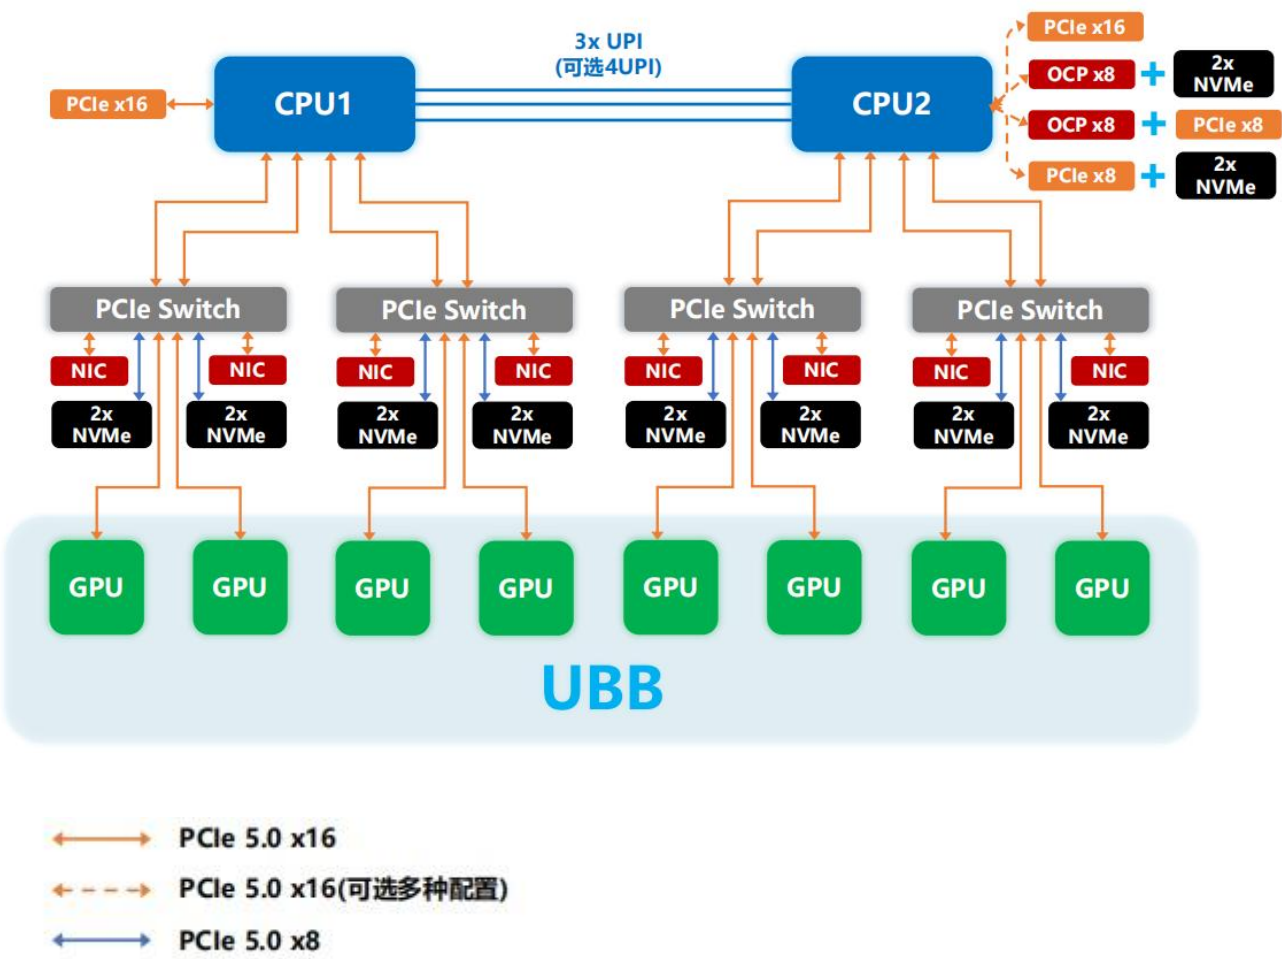 3x UPI
(可选4UPI)
PCIe x16
CPU1
CPU2
PCIe x16
OCP x8
+
2x
NVMe
OCP x8
+
PCIe x8
PCIe x8
+
2x
NVMe
PCIe Switch
PCIe Switch
PCIe Switch
PCIe Switch
NIC
NIC
NIC
NIC
NIC
NIC
NIC
NIC
2x
NVMe
2x
NVMe
2x
NVMe
2x
NVMe
2x
NVMe
2x
NVMe
2x
NVMe
2x
NVMe
GPU
GPU
GPU
GPU
GPU
GPU
GPU
GPU
UBB
PCIe 5.0 x16
PCIe 5.0 x16(可选多种配置)
PCIe 5.0 x8